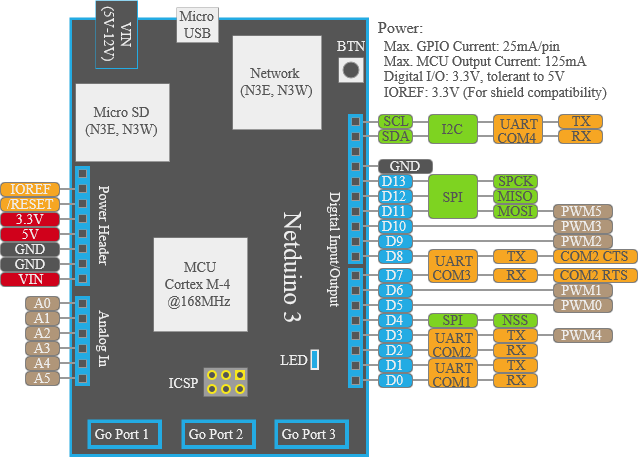 VIN
(5V-12V)
Micro
USB
BTN
Network
(N3E, N3W)
Micro SD
(N3E, N3W)
Power:
Max. GPIO Current: 25mA/pin
Max. MCU Output Current: 125mA
Digital I/O: 3.3V, tolerant to 5V
IOREF: 3.3V (For shield compatibility)
IOREF
/RESET
3.3V
5V
GND
GND
VIN
Power Header
A0
A1
A2
A3
A4
A5
Analog In
MCU
Cortex M-4
@168MHz
Netduino 3
Digital Input/Output
LED
ICSP
Go Port 1
Go Port 2
Go Port 3
SCL
SDA
I2C
UART
COM4
TX
RX
GND
D13
D12
D11
SPI
SPCK
MISO
MOSI
PWM5
D10
PWM3
D9
PWM2
D8
D7
UART
COM3
TX
RX
COM2 CTS
COM2 RTS
D6
PWM1
D5
PWM0
D4
SPI
NSS
D3
D2
UART
COM2
TX
RX
PWM4
D1
D0
UART
COM1
TX
RX